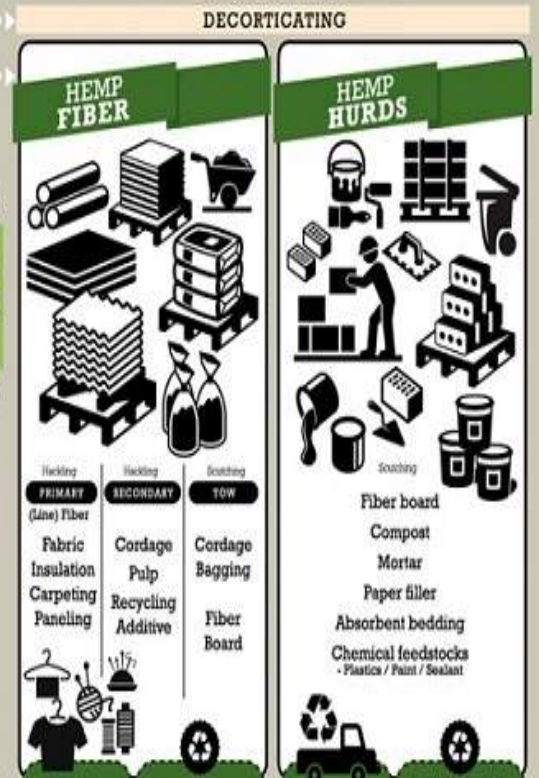 DECORTICATING
HEMP
FIBER
Hackling
PRIMARY
(Line) Fiber
Fabric
Insulation
Carpeting
Paneling
Hackling
SECONDARY
Cordage
Pulp
Recycling
Additive
Scutching
TOW
Cordage
Bagging
Fiber
Board
HEMP
HURDS
Scutching
Fiber board
Compost
Mortar
Paper filler
Absorbent bedding
Chemical feedstocks
- Plastics / Paint / Sealant